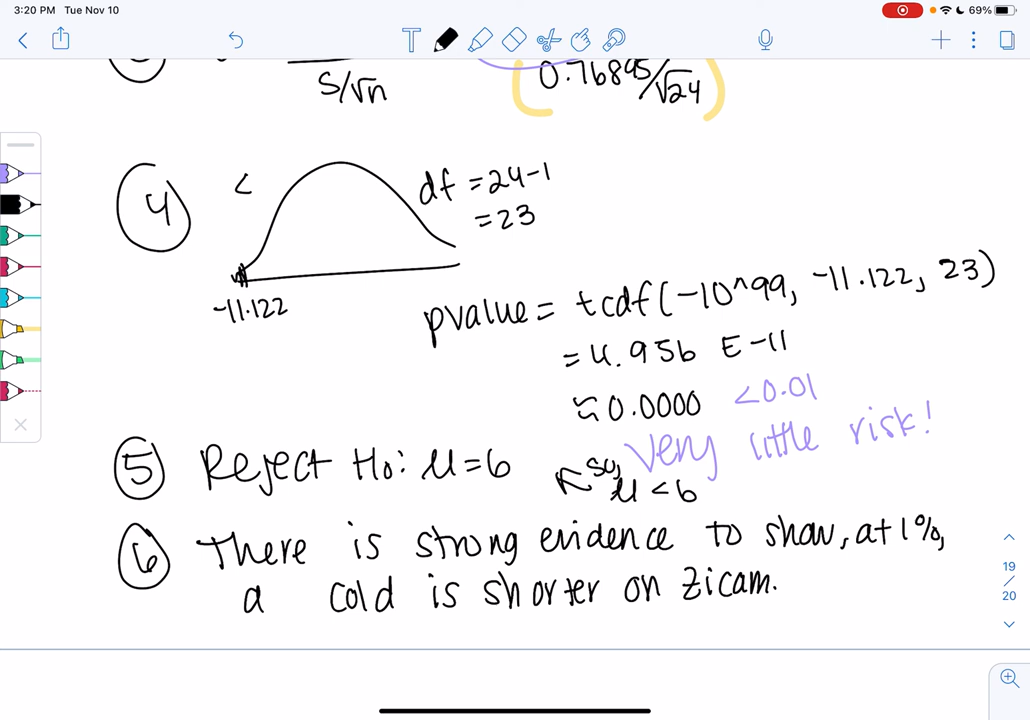 3:20 PM Tue Nov 10
69%
T
S/√n
0.76845/√24
4
<
df = 24-1
= 23
-11.122
pvalue = tcdf(-10^99, -11.122, 23)
= 4.956 E-11
≈ 0.0000 < 0.01
Very little risk!
5 Reject Ho: μ = 6
so,
μ < 6
6 There is strong evidence to show, at 1%,
a cold is shorter on Zicam.
19
/
20